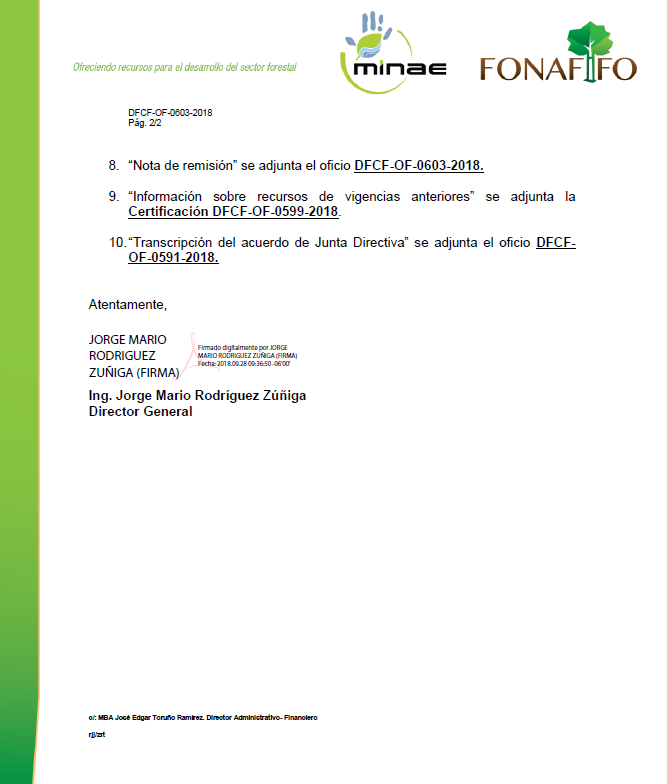 Ofreciendo recursos para el desarrollo del sector forestal
minae
FONAFIFO
DFCF-OF-0603-2018
Pág. 2/2
8. “Nota de remisión” se adjunta el oficio DFCF-OF-0603-2018.
9. “Información sobre recursos de vigencias anteriores” se adjunta la
Certificación DFCF-OF-0599-2018.
10. “Transcripción del acuerdo de Junta Directiva” se adjunta el oficio DFCF-
OF-0591-2018.
Atentamente,
JORGE MARIO
RODRIGUEZ
ZUÑIGA (FIRMA)
Firmado digitalmente por JORGE
MARIO RODRIGUEZ ZUÑIGA (FIRMA)
Fecha: 2018.09.28 09:36:50 -06'00'
Ing. Jorge Mario Rodríguez Zúñiga
Director General
c/: MBA José Edgar Toruño Ramírez. Director Administrativo- Financiero
rjj/zrt